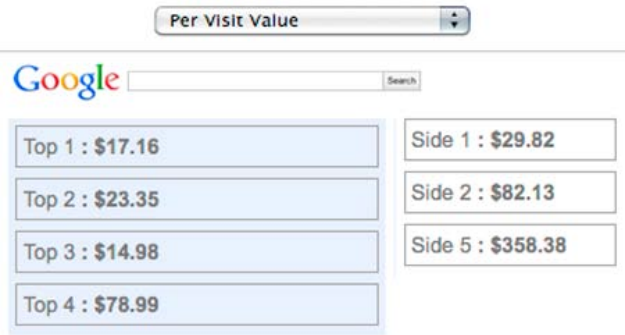 Per Visit Value
Google
Search
Top 1 : $17.16
Top 2 : $23.35
Top 3 : $14.98
Top 4 : $78.99
Side 1 : $29.82
Side 2 : $82.13
Side 5 : $358.38